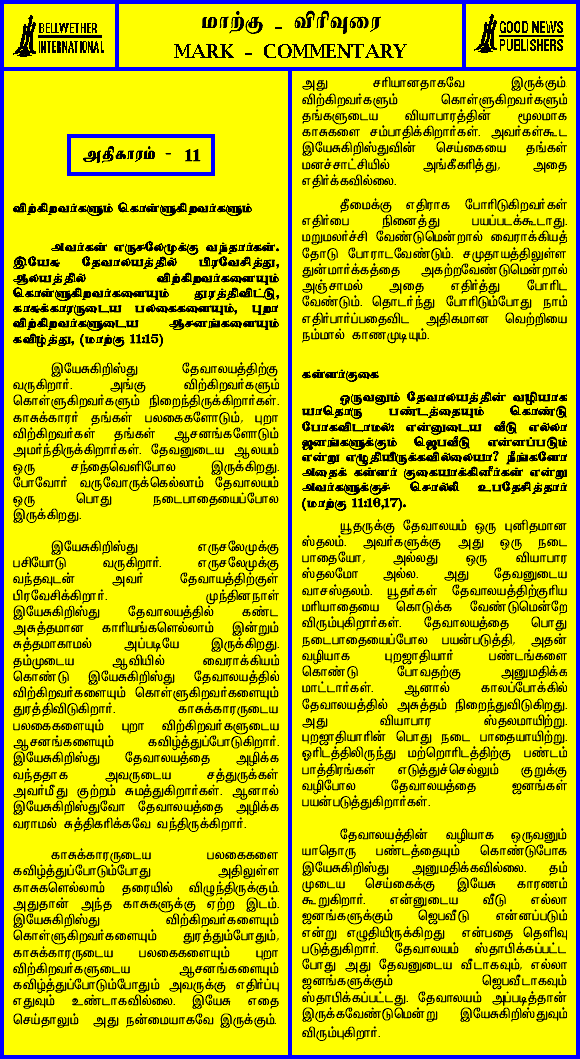 BELLWETHER
INTERNATIONAL
மாற்கு - விரிவுரை
MARK - COMMENTARY
GOOD NEWS
PUBLISHERS
அதிகாரம் - 11
விற்கிறவர்களும் கொள்ளுகிறவர்களும்
அவர்கள் எருசலேமுக்கு வந்தார்கள்.
இயேசு தேவாலயத்தில் பிரவேசித்து,
ஆலயத்தில் விற்கிறவர்களையும்
கொள்ளுகிறவர்களையும் துரத்திவிட்டு,
காசுக்காரருடைய பலகைகளையும், புறா
விற்கிறவர்களுடைய ஆசனங்களையும்
கவிழ்த்து, (மாற்கு 11:15)
இயேசுகிறிஸ்து தேவாலயத்திற்கு
வருகிறார். அங்கு விற்கிறவர்களும்
கொள்ளுகிறவர்களும் நிறைந்திருக்கிறார்கள்.
காசுக்காரர் தங்கள் பலகைகளோடும், புறா
விற்கிறவர்கள் தங்கள் ஆசனங்களோடும்
அமர்ந்திருக்கிறார்கள். தேவனுடைய ஆலயம்
ஒரு சந்தைவெளிபோல இருக்கிறது.
போவோர் வருவோருக்கெல்லாம் தேவாலயம்
ஒரு பொது நடைபாதையைப்போல
இருக்கிறது.
இயேசுகிறிஸ்து எருசலேமுக்கு
பசியோடு வருகிறார். எருசலேமுக்கு
வந்தவுடன் அவர் தேவாயத்திற்குள்
பிரவேசிக்கிறார். முந்தினநாள்
இயேசுகிறிஸ்து தேவாலயத்தில் கண்ட
அசுத்தமான காரியங்களெல்லாம் இன்றும்
சுத்தமாகாமல் அப்படியே இருக்கிறது.
தம்முடைய ஆவியில் வைராக்கியம்
கொண்டு இயேசுகிறிஸ்து தேவாலயத்தில்
விற்கிறவர்களையும் கொள்ளுகிறவர்களையும்
துரத்திவிடுகிறார். காசுக்காரருடைய
பலகைகளையும் புறா விற்கிறவர்களுடைய
ஆசனங்களையும் கவிழ்த்துப்போடுகிறார்.
இயேசுகிறிஸ்து தேவாலயத்தை அழிக்க
வந்ததாக அவருடைய சத்துருக்கள்
அவர்மீது குற்றம் சுமத்துகிறார்கள். ஆனால்
இயேசுகிறிஸ்துவோ தேவாலயத்தை அழிக்க
வராமல் சுத்திகரிக்கவே வந்திருக்கிறார்.
காசுக்காரருடைய பலகைகளை
கவிழ்த்துப்போடும்போது அதிலுள்ள
காசுகளெல்லாம் தரையில் விழுந்திருக்கும்.
அதுதான் அந்த காசுகளுக்கு ஏற்ற இடம்.
இயேசுகிறிஸ்து விற்கிறவர்களையும்
கொள்ளுகிறவர்களையும் துரத்தும்போதும்,
காசுக்காரருடைய பலகைகளையும் புறா
விற்கிறவர்களுடைய ஆசனங்களையும்
கவிழ்த்துப்போடும்போதும் அவருக்கு எதிர்ப்பு
எதுவும் உண்டாகவில்லை. இயேசு எதை
செய்தாலும் அது நன்மையாகவே இருக்கும்.
அது சரியானதாகவே இருக்கும்.
விற்கிறவர்களும் கொள்ளுகிறவர்களும்
தங்களுடைய வியாபாரத்தின் மூலமாக
காசுகளை சம்பாதிக்கிறார்கள். அவர்கள்கூட
இயேசுகிறிஸ்துவின் செய்கையை தங்கள்
மனச்சாட்சியில் அங்கீகரித்து, அதை
எதிர்க்கவில்லை.
தீமைக்கு எதிராக போரிடுகிறவர்கள்
எதிர்பை நினைத்து பயப்படக்கூடாது.
மறுமலர்ச்சி வேண்டுமென்றால் வைராக்கியத்
தோடு போராடவேண்டும். சமுதாயத்திலுள்ள
துன்மார்க்கத்தை அகற்றவேண்டுமென்றால்
அஞ்சாமல் அதை எதிர்த்து போரிட
வேண்டும். தொடர்ந்து போரிடும்போது நாம்
எதிர்பார்ப்பதைவிட அதிகமான வெற்றியை
நம்மால் காணமுடியும்.
கள்ளர்குகை
ஒருவனும் தேவாலயத்தின் வழியாக
யாதொரு பண்டத்தையும் கொண்டு
போகவிடாமல்: என்னுடைய வீடு எல்லா
ஜனங்களுக்கும் ஜெபவீடு என்னப்படும்
என்று எழுதியிருக்கவில்லையா? நீங்களோ
அதைக் கள்ளர் குகையாக்கினீர்கள் என்று
அவர்களுக்குச் சொல்லி உபதேசித்தார்
(மாற்கு 11:16,17).
யூதருக்கு தேவாலயம் ஒரு புனிதமான
ஸ்தலம். அவர்களுக்கு அது ஒரு நடை
பாதையோ, அல்லது ஒரு வியாபார
ஸ்தலமோ அல்ல. அது தேவனுடைய
வாசஸ்தலம். யூதர்கள் தேவாலயத்திற்குரிய
மரியாதையை கொடுக்க வேண்டுமென்றே
விரும்புகிறார்கள். தேவாலயத்தை பொது
நடைபாதையைப்போல பயன்படுத்தி, அதன்
வழியாக புறஜாதியார் பண்டங்களை
கொண்டு போவதற்கு அனுமதிக்க
மாட்டார்கள். ஆனால் காலப்போக்கில்
தேவாலயத்தில் அசுத்தம் நிறைந்துவிடுகிறது.
அது வியாபார ஸ்தலமாயிற்று.
புறஜாதியாரின் பொது நடை பாதையாயிற்று.
ஓரிடத்திலிருந்து மற்றொரிடத்திற்கு பண்டம்
பாத்திரங்கள் எடுத்துச்செல்லும் குறுக்கு
வழிபோல தேவாலயத்தை ஜனங்கள்
பயன்படுத்துகிறார்கள்.
தேவாலயத்தின் வழியாக ஒருவனும்
யாதொரு பண்டத்தையும் கொண்டுபோக
இயேசுகிறிஸ்து அனுமதிக்கவில்லை. தம்
முடைய செய்கைக்கு இயேசு காரணம்
கூறுகிறார். என்னுடைய வீடு எல்லா
ஜனங்களுக்கும் ஜெபவீடு என்னப்படும்
என்று எழுதியிருக்கிறது என்பதை தெளிவு
படுத்துகிறார். தேவாலயம் ஸ்தாபிக்கப்பட்ட
போது அது தேவனுடைய வீடாகவும், எல்லா
ஜனங்களுக்கும் ஜெபவீடாகவும்
ஸ்தாபிக்கப்பட்டது. தேவாலயம் அப்படித்தான்
இருக்கவேண்டுமென்று இயேசுகிறிஸ்துவும்
விரும்புகிறார்.